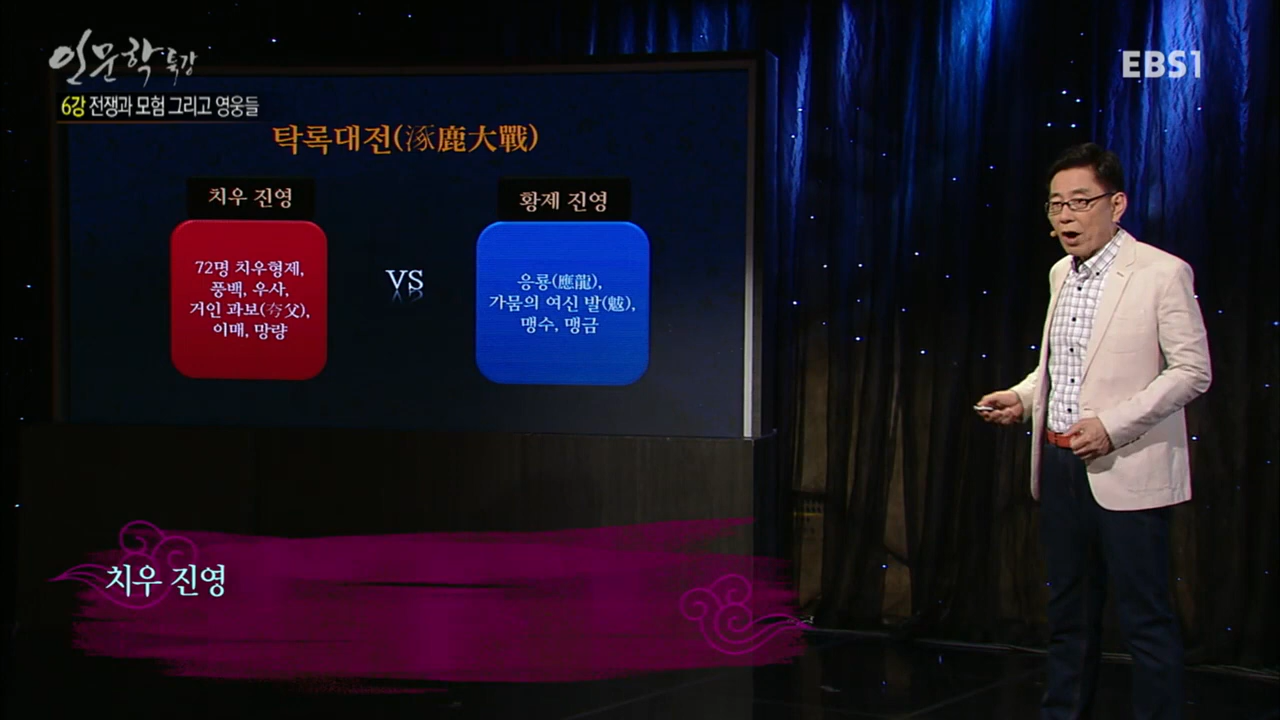 인문학 특강
EBS1
6강 전쟁과 모험 그리고 영웅들
탁록대전(涿鹿大戰)
치우 진영
72명 치우형제,
풍백, 우사,
거인 과보(夸父),
이매, 망량
VS
황제 진영
응룡(應龍),
가뭄의 여신 발(魃),
맹수, 맹금
치우 진영